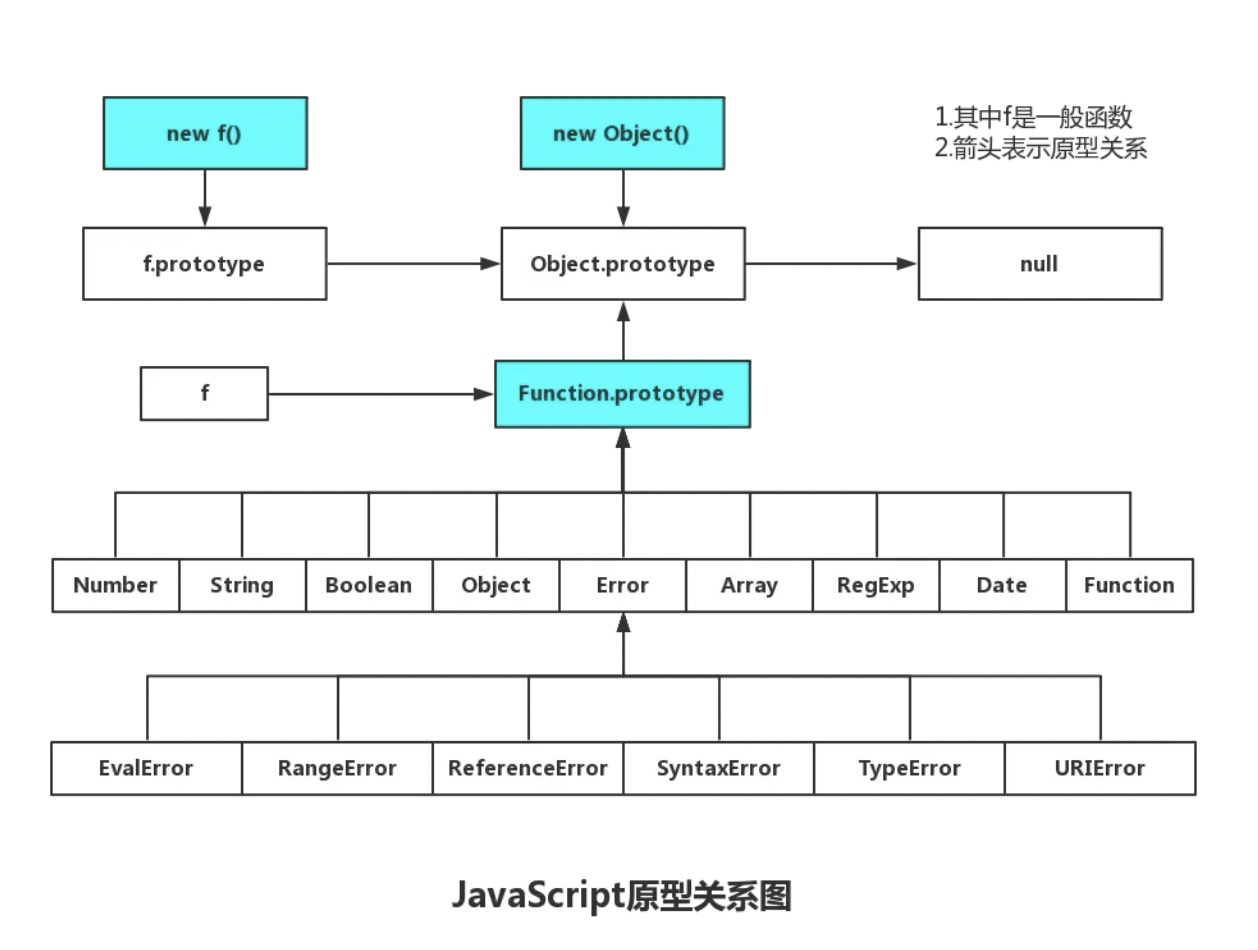 new f()
new Object()
1.其中f是一般函数
2.箭头表示原型关系
f.prototype
Object.prototype
null
f
Function.prototype
Number
String
Boolean
Object
Error
Array
RegExp
Date
Function
EvalError
RangeError
ReferenceError
SyntaxError
TypeError
URIError
JavaScript原型关系图